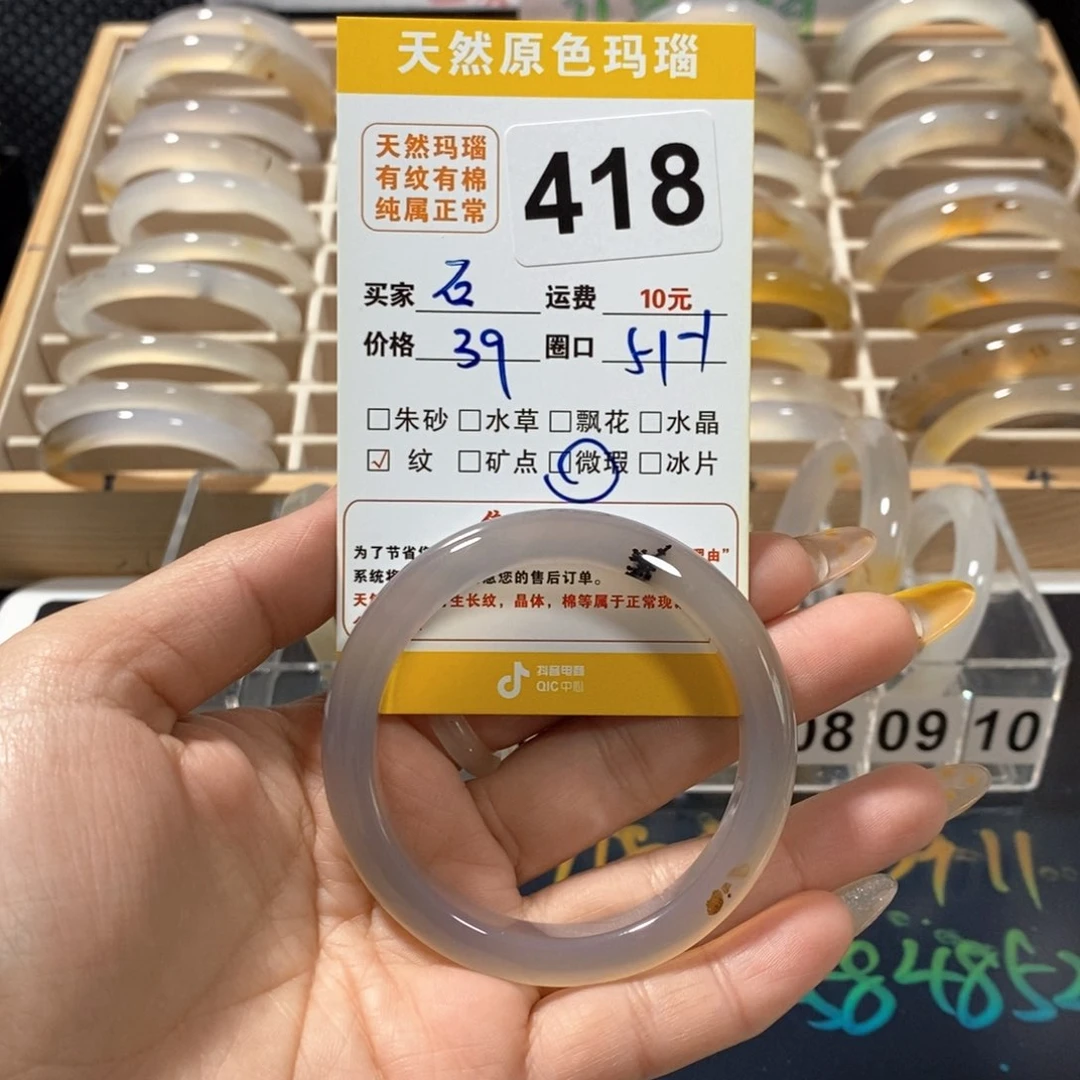 天然原色玛瑙
天然玛瑙
有纹有棉
纯属正常
418
买家 石 运费 10元
价格 39 圈口
□朱砂 □水草 □飘花 □水晶
☑ 纹 □矿点 □微瑕 □冰片
为了节省
由”
系统将 您的售后订单。
生长纹，晶体，棉等属于正常现
抖音电商
QIC中心
08 09 10
584852